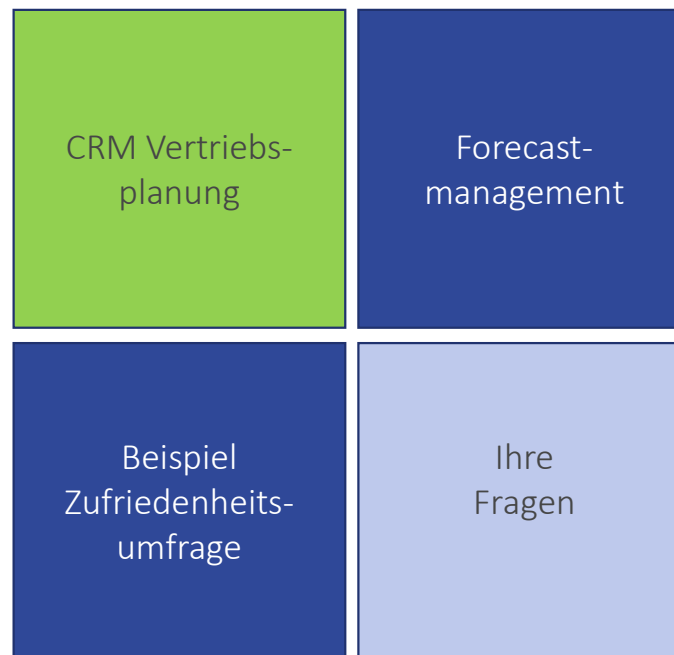 CRM Vertriebs-
planung
Forecast-
management
Beispiel
Zufriedenheits-
umfrage
Ihre
Fragen